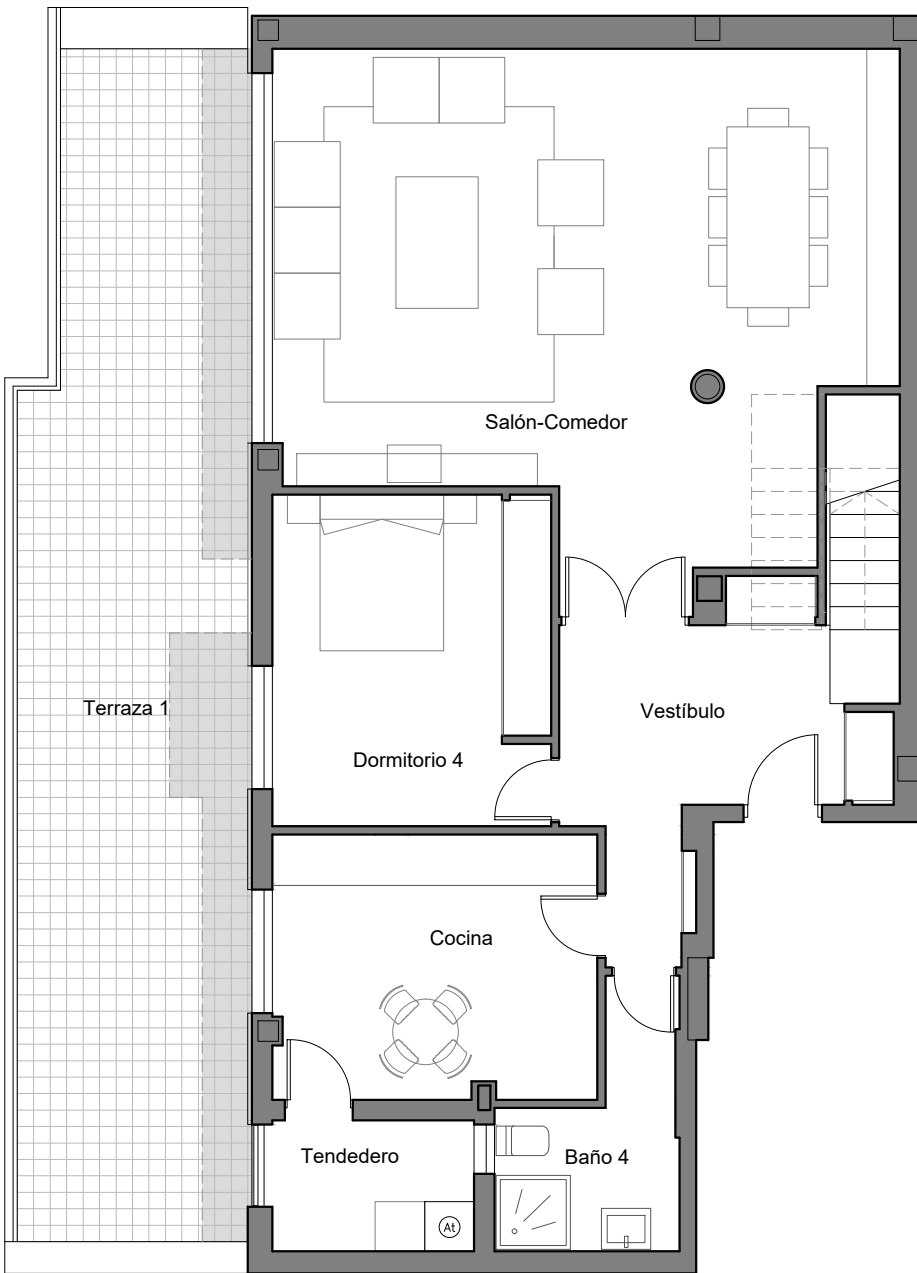 Salón-Comedor
Terraza 1
Vestíbulo
Dormitorio 4
Cocina
Tendedero
Baño 4
At